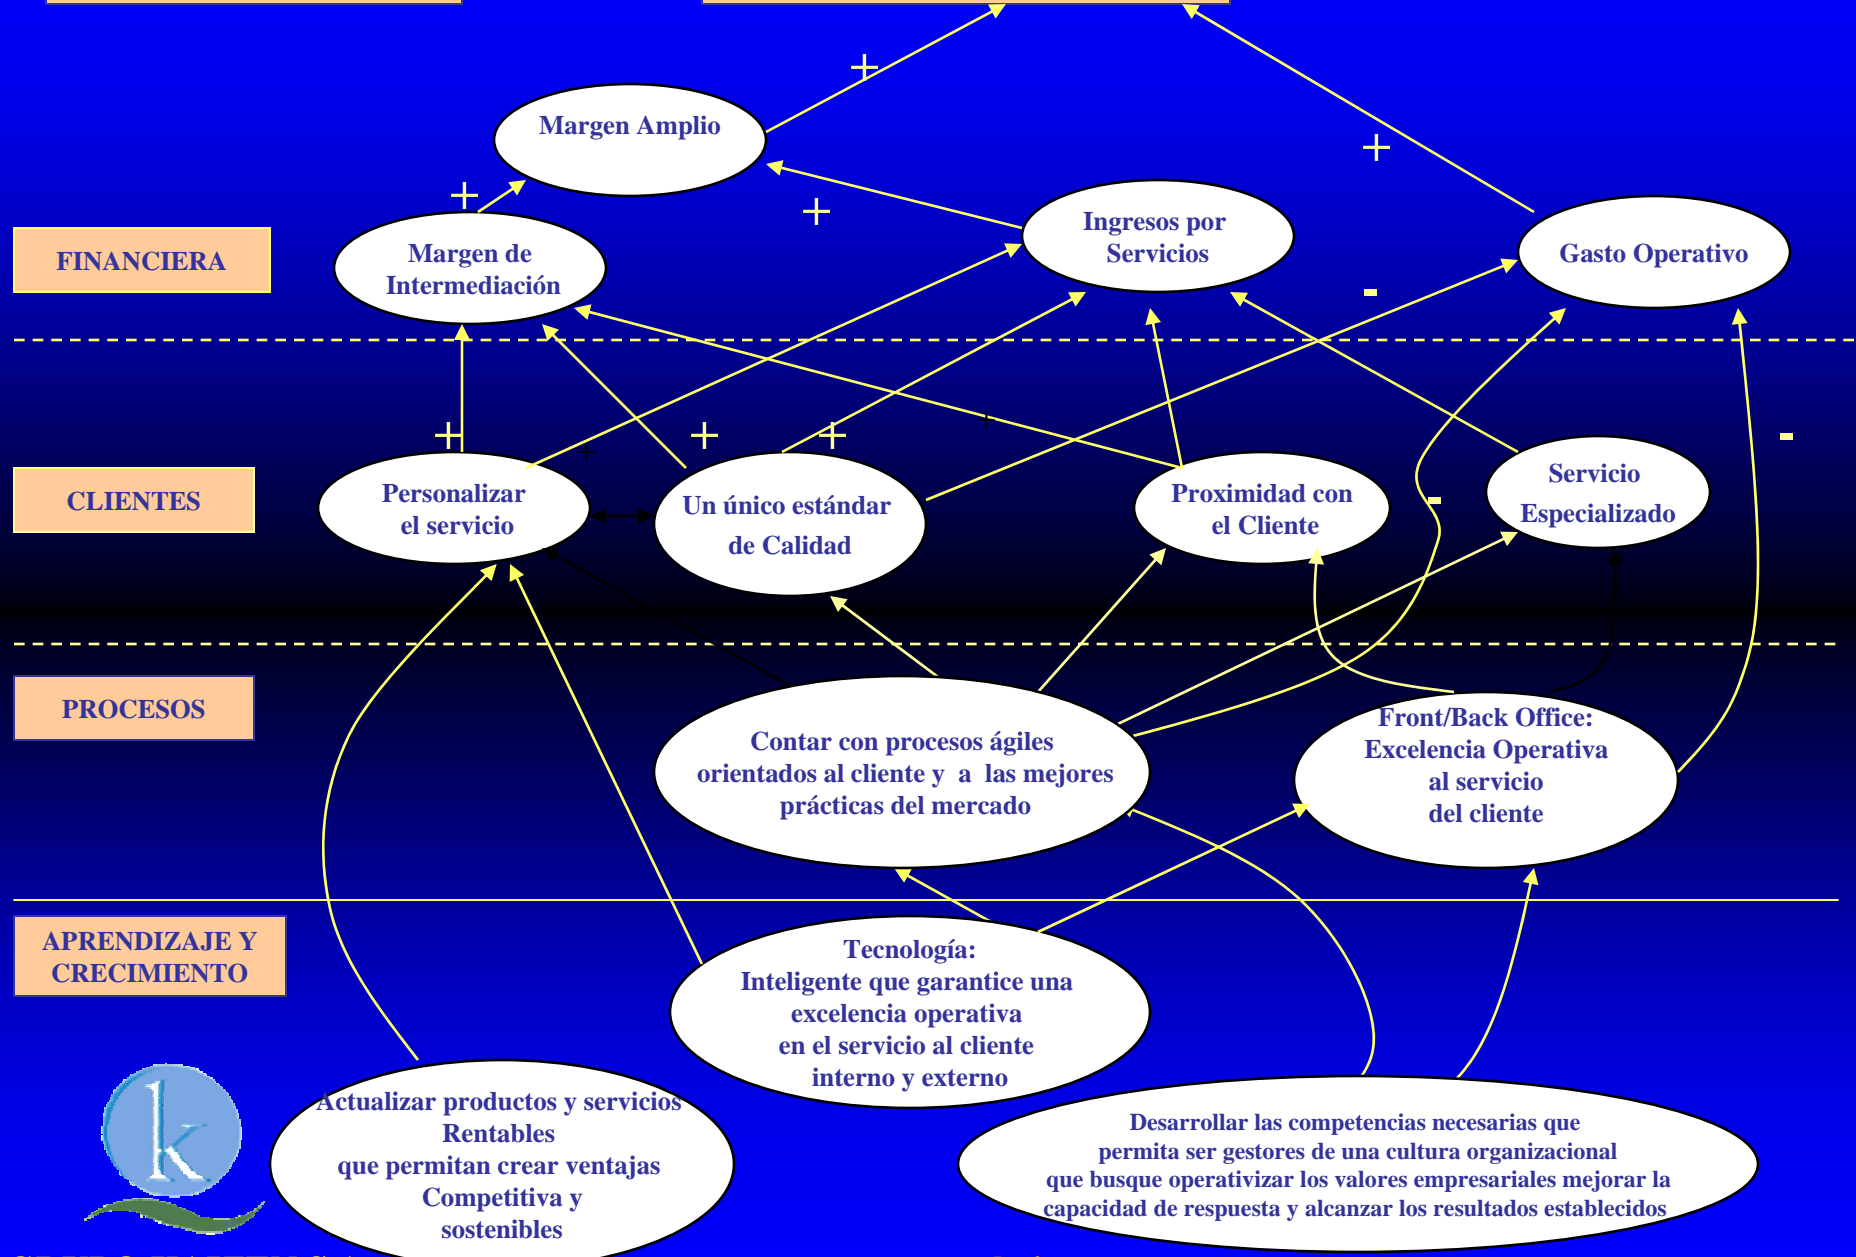 +
Margen Amplio
+
+
+
Ingresos por
Servicios
FINANCIERA
Margen de
Intermediación
Gasto Operativo
-
+
+
+
+
+
-
CLIENTES
Personalizar
el servicio
Un único estándar
de Calidad
Proximidad con
el Cliente
-
Servicio
Especializado
PROCESOS
Contar con procesos ágiles
orientados al cliente y a las mejores
prácticas del mercado
Front/Back Office:
Excelencia Operativa
al servicio
del cliente
APRENDIZAJE Y
CRECIMIENTO
Tecnología:
Inteligente que garantice una
excelencia operativa
en el servicio al cliente
interno y externo
k
Actualizar productos y servicios
Rentables
que permitan crear ventajas
Competitiva y
sostenibles
Desarrollar las competencias necesarias que
permita ser gestores de una cultura organizacional
que busque operativizar los valores empresariales mejorar la
capacidad de respuesta y alcanzar los resultados establecidos